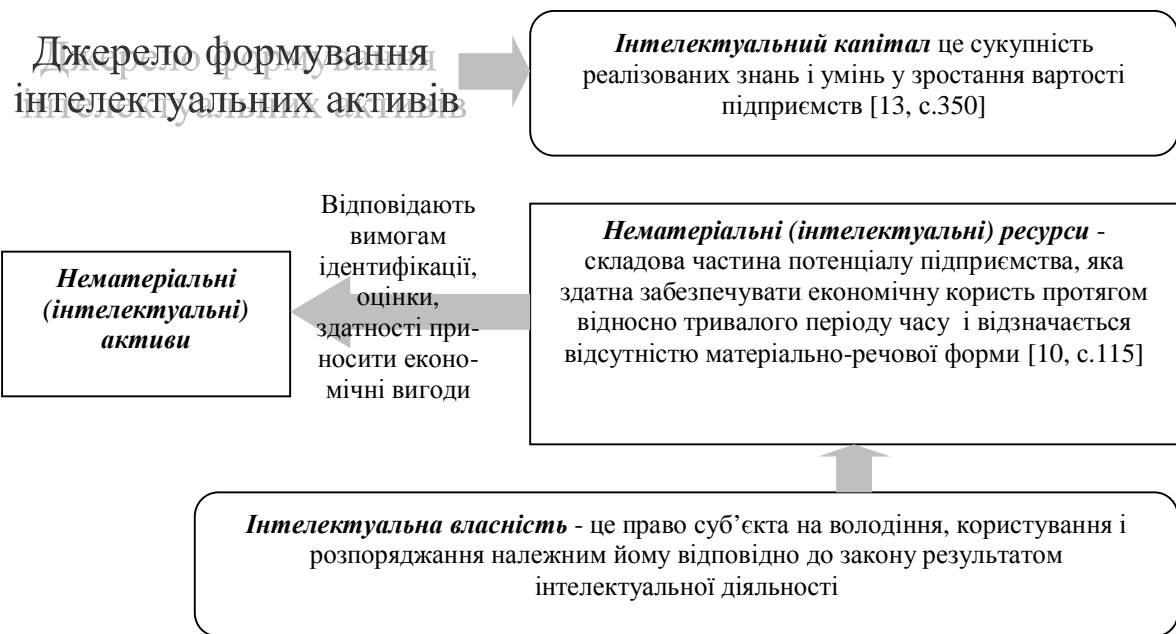 Джерело формування
інтелектуальних активів
Інтелектуальний капітал це сукупність
реалізованих знань і умінь у зростання вартості
підприємств [13, с.350]
Відповідають
вимогам
ідентифікації,
оцінки,
здатності при-
носити еконо-
мічні вигоди
Нематеріальні
(інтелектуальні)
активи
Нематеріальні (інтелектуальні) ресурси -
складова частина потенціалу підприємства, яка
здатна забезпечувати економічну користь протягом
відносно тривалого періоду часу і відзначається
відсутністю матеріально-речової форми [10, с.115]
Інтелектуальна власність - це право суб’єкта на володіння, користування і
розпоряджання належним йому відповідно до закону результатом
інтелектуальної діяльності